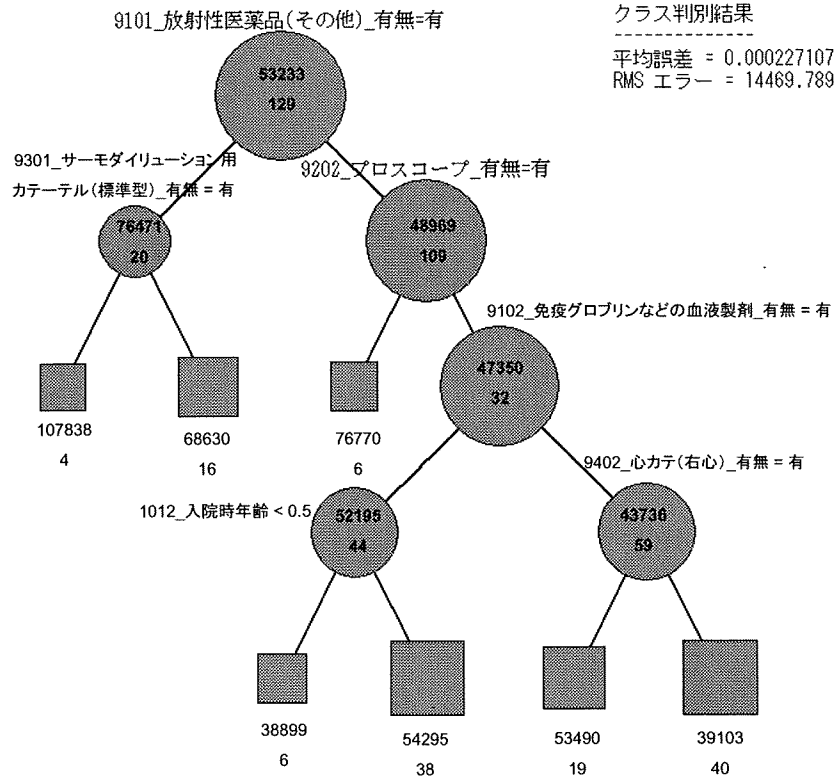 9101_放射性医薬品(その他)_有無=有
クラス判別結果
--------------
平均誤差 = 0.000227107
RMS エラー = 14469.789
53233
129
9301_サーモダイリューション用
カテーテル(標準型)_有無 = 有
9202_プロスコープ_有無=有
76471
20
48969
109
9102_免疫グロブリンなどの血液製剤_有無 = 有
47350
32
107838
4
68630
16
76770
6
9402_心カテ(右心)_有無 = 有
1012_入院時年齢 < 0.5
52195
44
43736
59
38899
6
54295
38
53490
19
39103
40